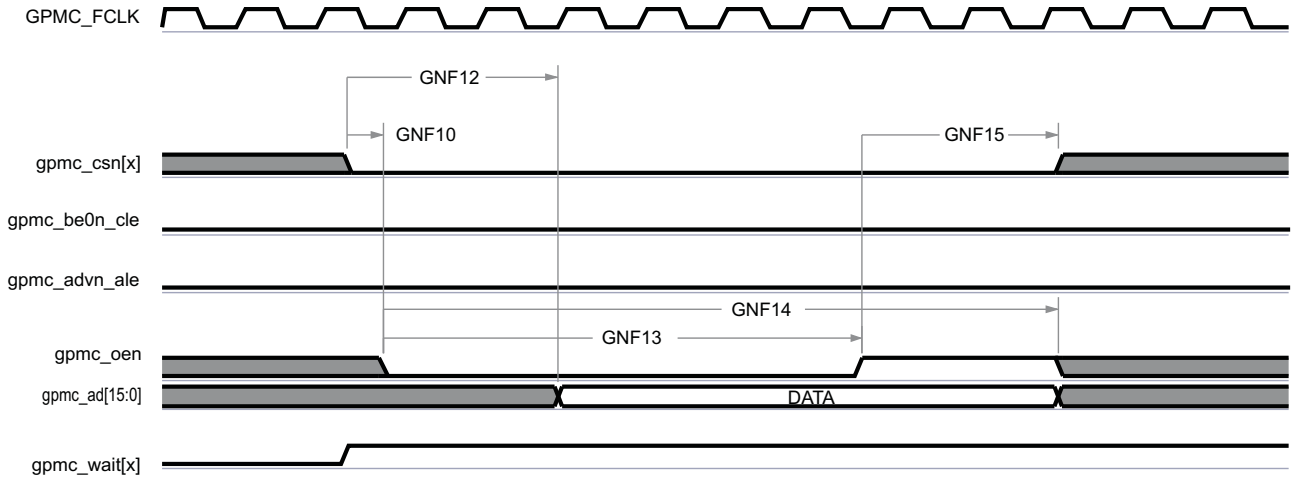 GPMC_FCLK
GNF12
GNF10
GNF15
gpmc_csn[x]
gpmc_be0n_cle
gpmc_advn_ale
GNF14
GNF13
gpmc_oen
gpmc_ad[15:0]
DATA
gpmc_wait[x]